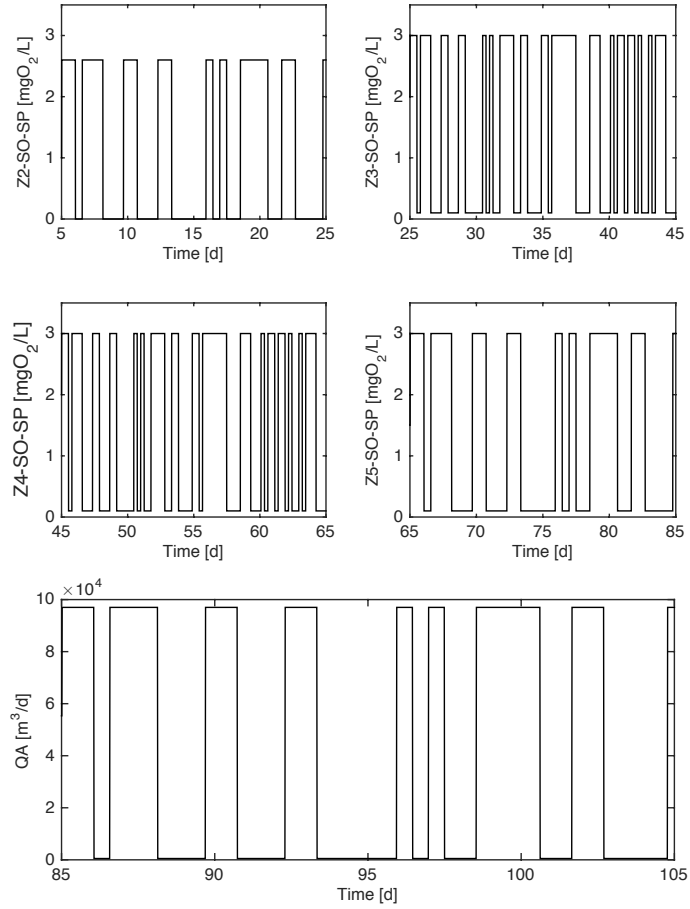 Z2-SO-SP [mgO2/L]
3
2
1
0
5 10 15 20 25
Time [d]
Z3-SO-SP [mgO2/L]
3
2
1
0
25 30 35 40 45
Time [d]
Z4-SO-SP [mgO2/L]
3
2
1
0
45 50 55 60 65
Time [d]
Z5-SO-SP [mgO2/L]
3
2
1
0
65 70 75 80 85
Time [d]
×10^4
QA [m^3/d]
10
8
6
4
2
0
85 90 95 100 105
Time [d]